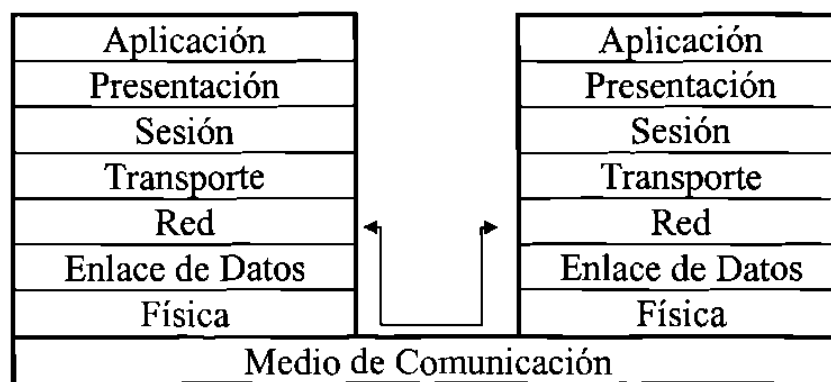 Aplicación
Presentación
Sesión
Transporte
Red
Enlace de Datos
Física
Aplicación
Presentación
Sesión
Transporte
Red
Enlace de Datos
Física
Medio de Comunicación